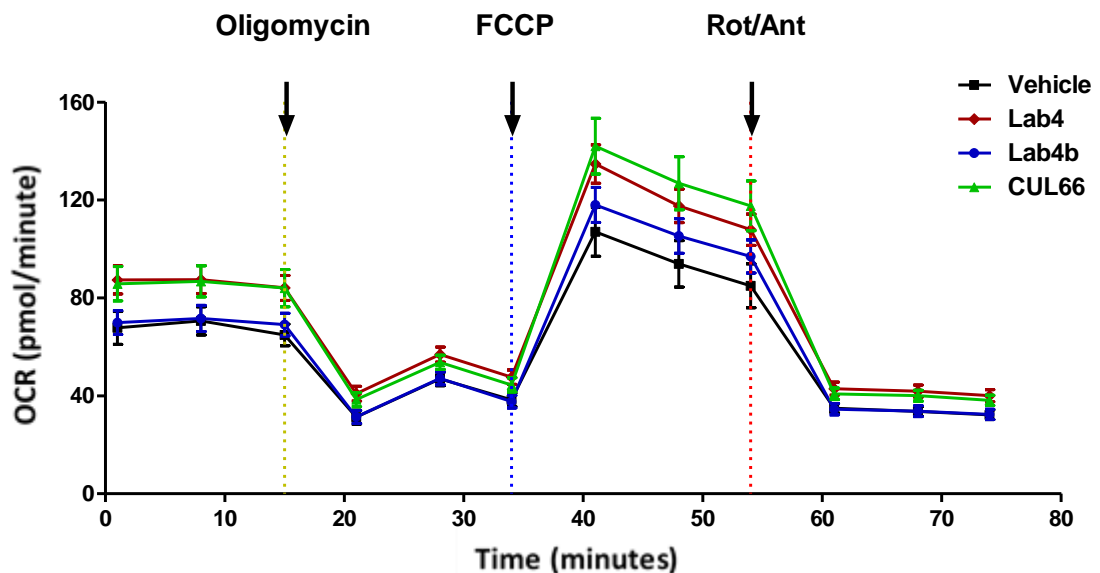 Oligomycin FCCP Rot/Ant
Vehicle
Lab4
Lab4b
CUL66
OCR (pmol/minute)
160
120
80
40
0
0 10 20 30 40 50 60 70 80
Time (minutes)